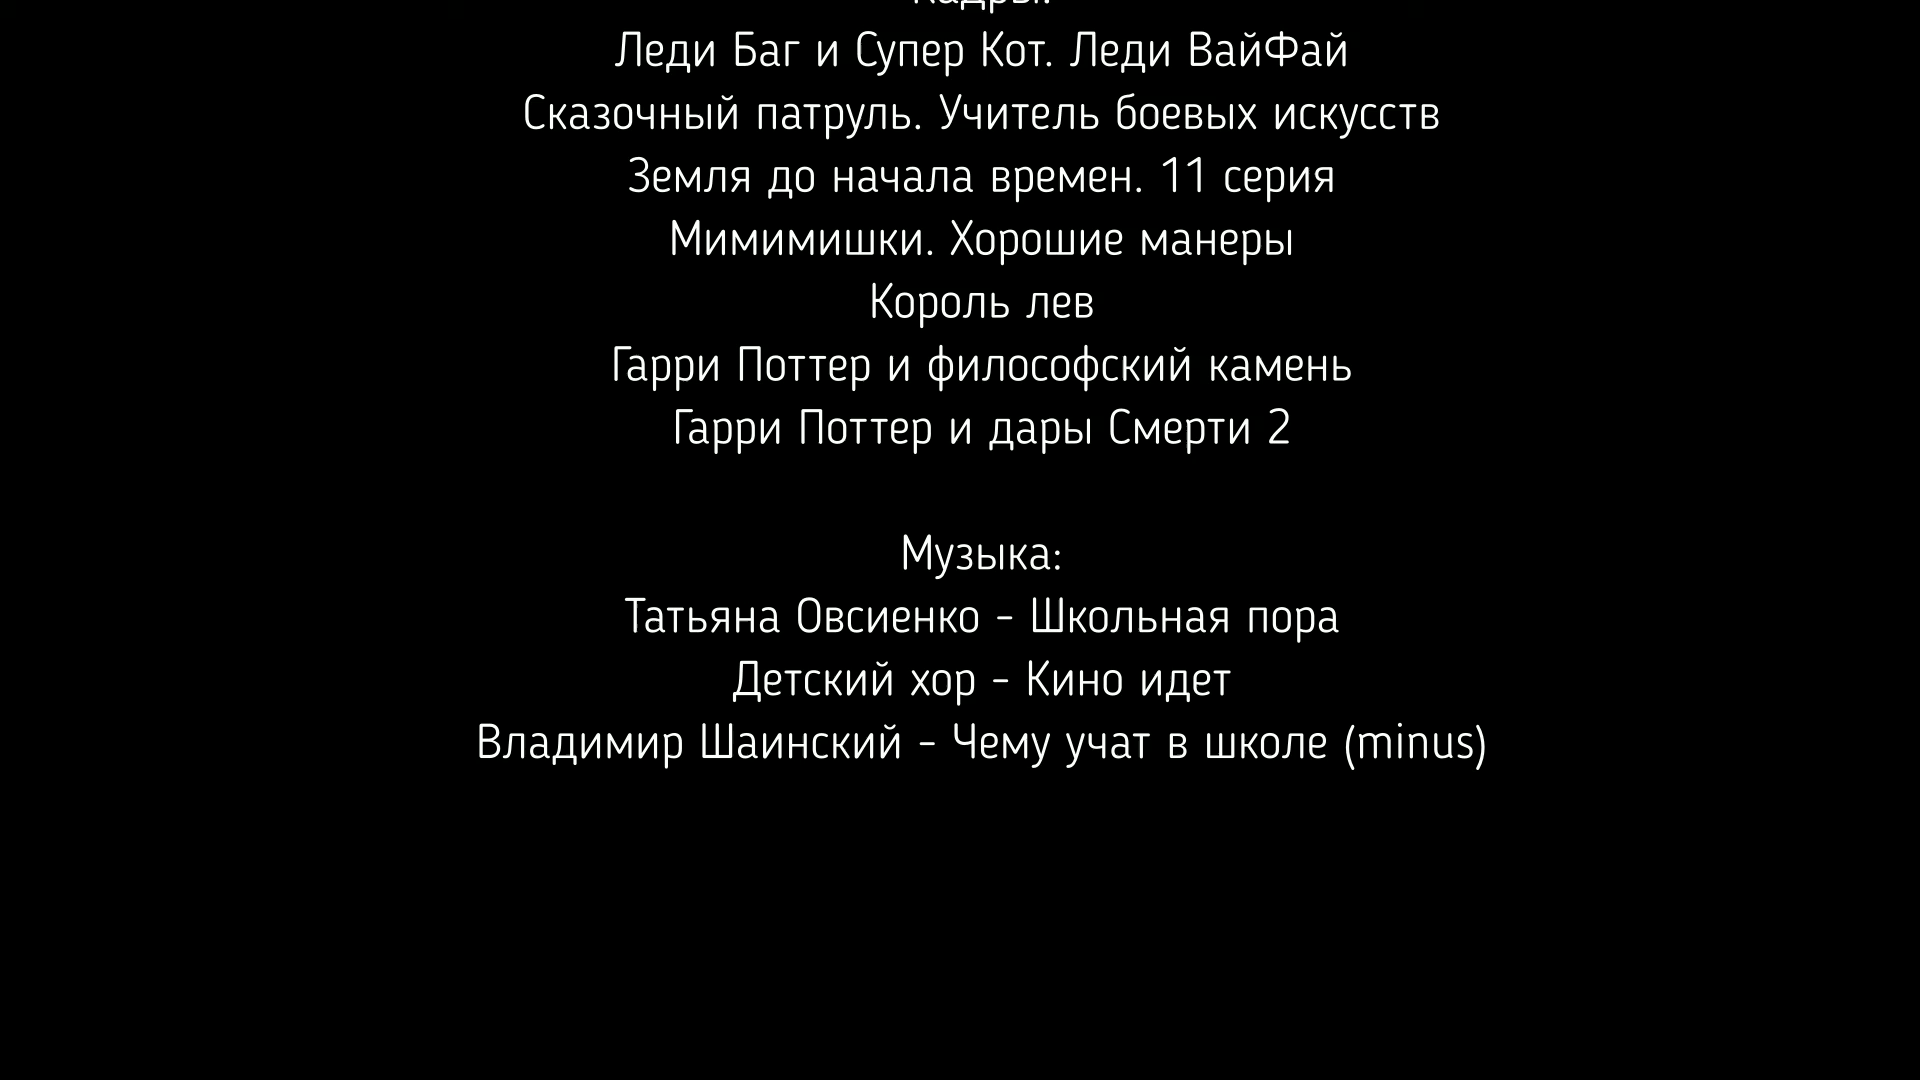 Кадры:
Леди Баг и Супер Кот. Леди ВайФай
Сказочный патруль. Учитель боевых искусств
Земля до начала времен. 11 серия
Мимимишки. Хорошие манеры
Король лев
Гарри Поттер и философский камень
Гарри Поттер и дары Смерти 2
Музыка:
Татьяна Овсиенко - Школьная пора
Детский хор - Кино идет
Владимир Шаинский - Чему учат в школе (minus)